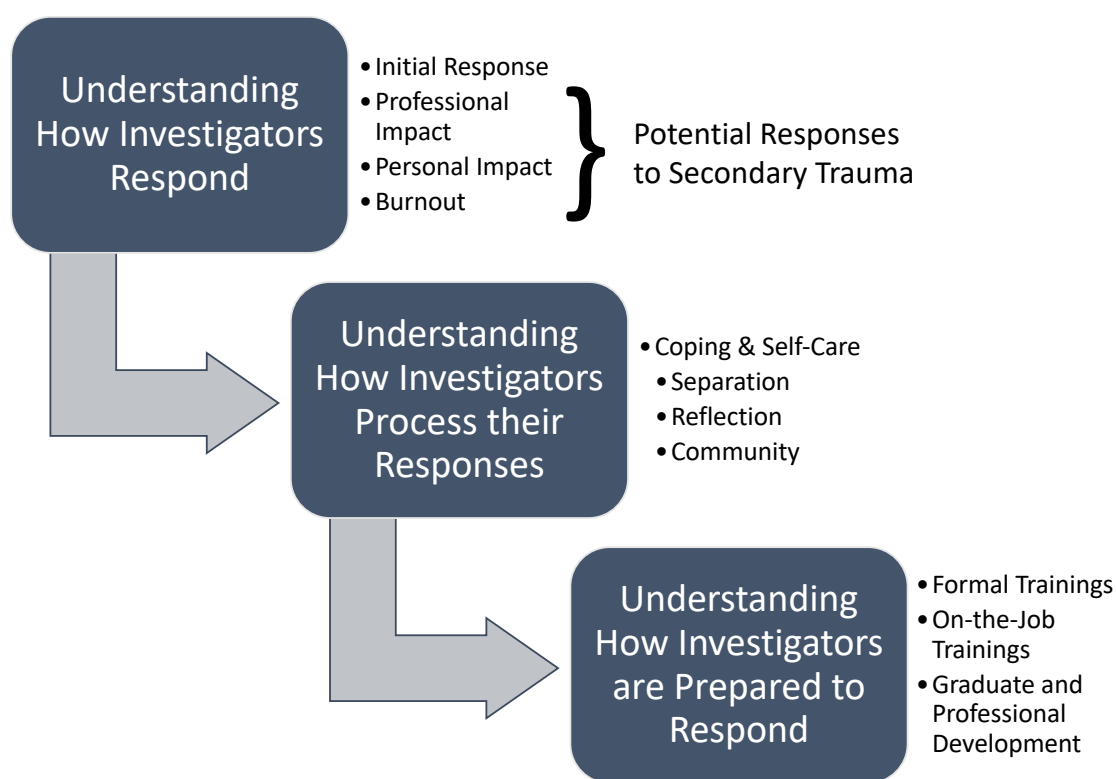 Understanding
How Investigators
Respond
•Initial Response
•Professional
Impact
•Personal Impact
•Burnout
}
Potential Responses
to Secondary Trauma
Understanding
How Investigators
Process their
Responses
•Coping & Self-Care
•Separation
•Reflection
•Community
Understanding
How Investigators
are Prepared to
Respond
•Formal Trainings
•On-the-Job
Trainings
•Graduate and
Professional
Development